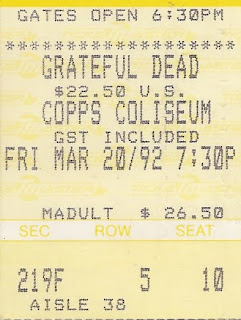 GATES OPEN 6:30PM
********************
GRATEFUL DEAD
$22.50 U.S.
COPPS COLISEUM
GST INCLUDED
FRI MAR 20/92 7:30P
MADULT $ 26.50
SEC ROW SEAT
219F 5 10
AISLE 38